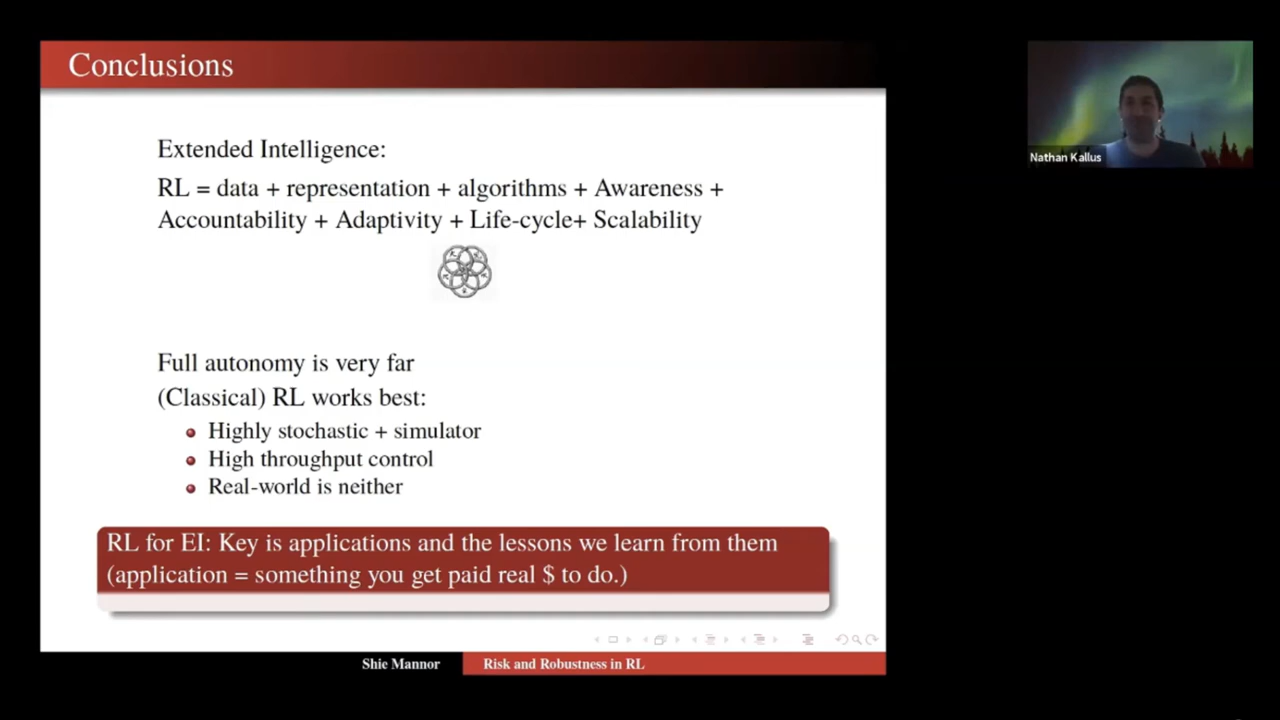 Conclusions
Extended Intelligence:
RL = data + representation + algorithms + Awareness +
Accountability + Adaptivity + Life-cycle+ Scalability
Full autonomy is very far
(Classical) RL works best:
Highly stochastic + simulator
High throughput control
Real-world is neither
RL for EI: Key is applications and the lessons we learn from them
(application = something you get paid real $ to do.)
Shie Mannor
Risk and Robustness in RL
Nathan Kallus